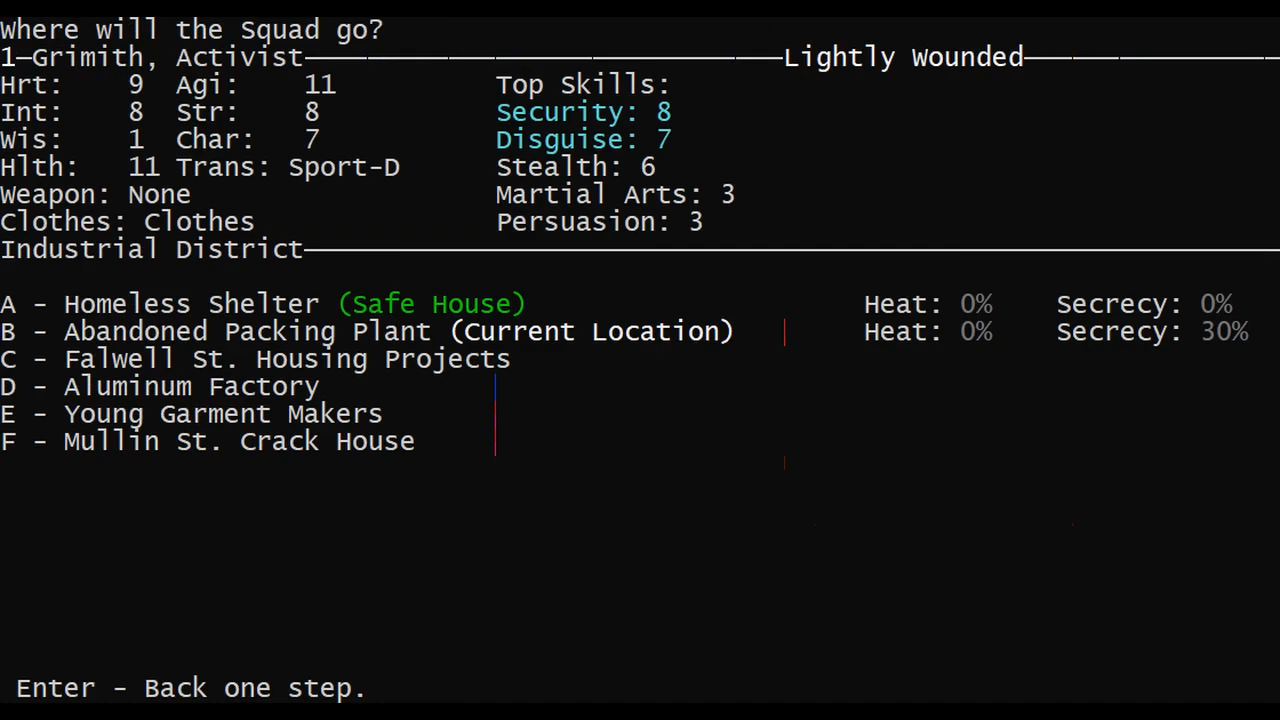 Where will the Squad go?
1—Grimith, Activist—Lightly Wounded
Hrt: 9 Agi: 11 Top Skills:
Int: 8 Str: 8 Security: 8
Wis: 1 Char: 7 Disguise: 7
Hlth: 11 Trans: Sport-D Stealth: 6
Weapon: None Martial Arts: 3
Clothes: Clothes Persuasion: 3
Industrial District
A - Homeless Shelter (Safe House) Heat: 0% Secrecy: 0%
B - Abandoned Packing Plant (Current Location) Heat: 0% Secrecy: 30%
C - Falwell St. Housing Projects
D - Aluminum Factory
E - Young Garment Makers
F - Mullin St. Crack House
Enter - Back one step.